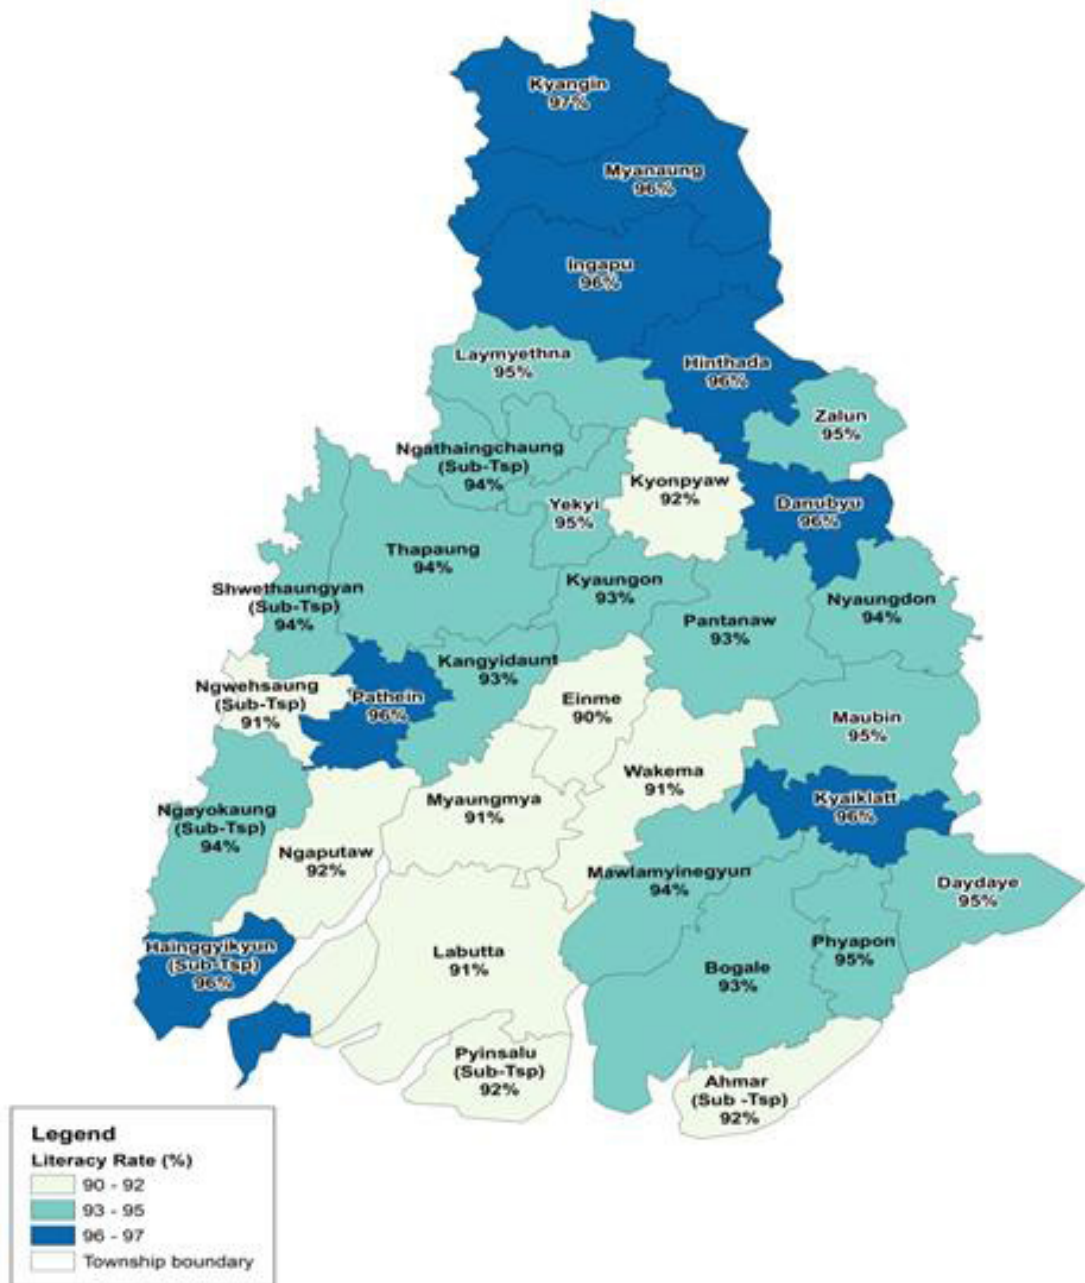 Kyangin
97%
Myanaung
96%
Ingapu
96%
Laymyethna
95%
Hinthada
96%
Zalun
95%
Ngathaingchaung
(Sub-Tsp)
94%
Kyonpyaw
92%
Yekyi
95%
Danubyu
96%
Thapaung
94%
Kyaungon
93%
Shwethaungyan
(Sub-Tsp)
94%
Nyaungdon
94%
Pantanaw
93%
Kangyidaunt
93%
Ngwehsaung
(Sub-Tsp)
91%
Pathein
96%
Einme
90%
Maubin
95%
Wakema
91%
Myaungmya
91%
Kyaiklatt
96%
Ngayokaung
(Sub-Tsp)
94%
Ngaputaw
92%
Mawlamyinegyun
94%
Daydaye
95%
Hainggyikyun
(Sub-Tsp)
96%
Labutta
91%
Phyapon
95%
Bogale
93%
Pyinsalu
(Sub-Tsp)
92%
Ahmar
(Sub -Tsp)
92%
Legend
Literacy Rate (%)
90 - 92
93 - 95
96 - 97
Township boundary